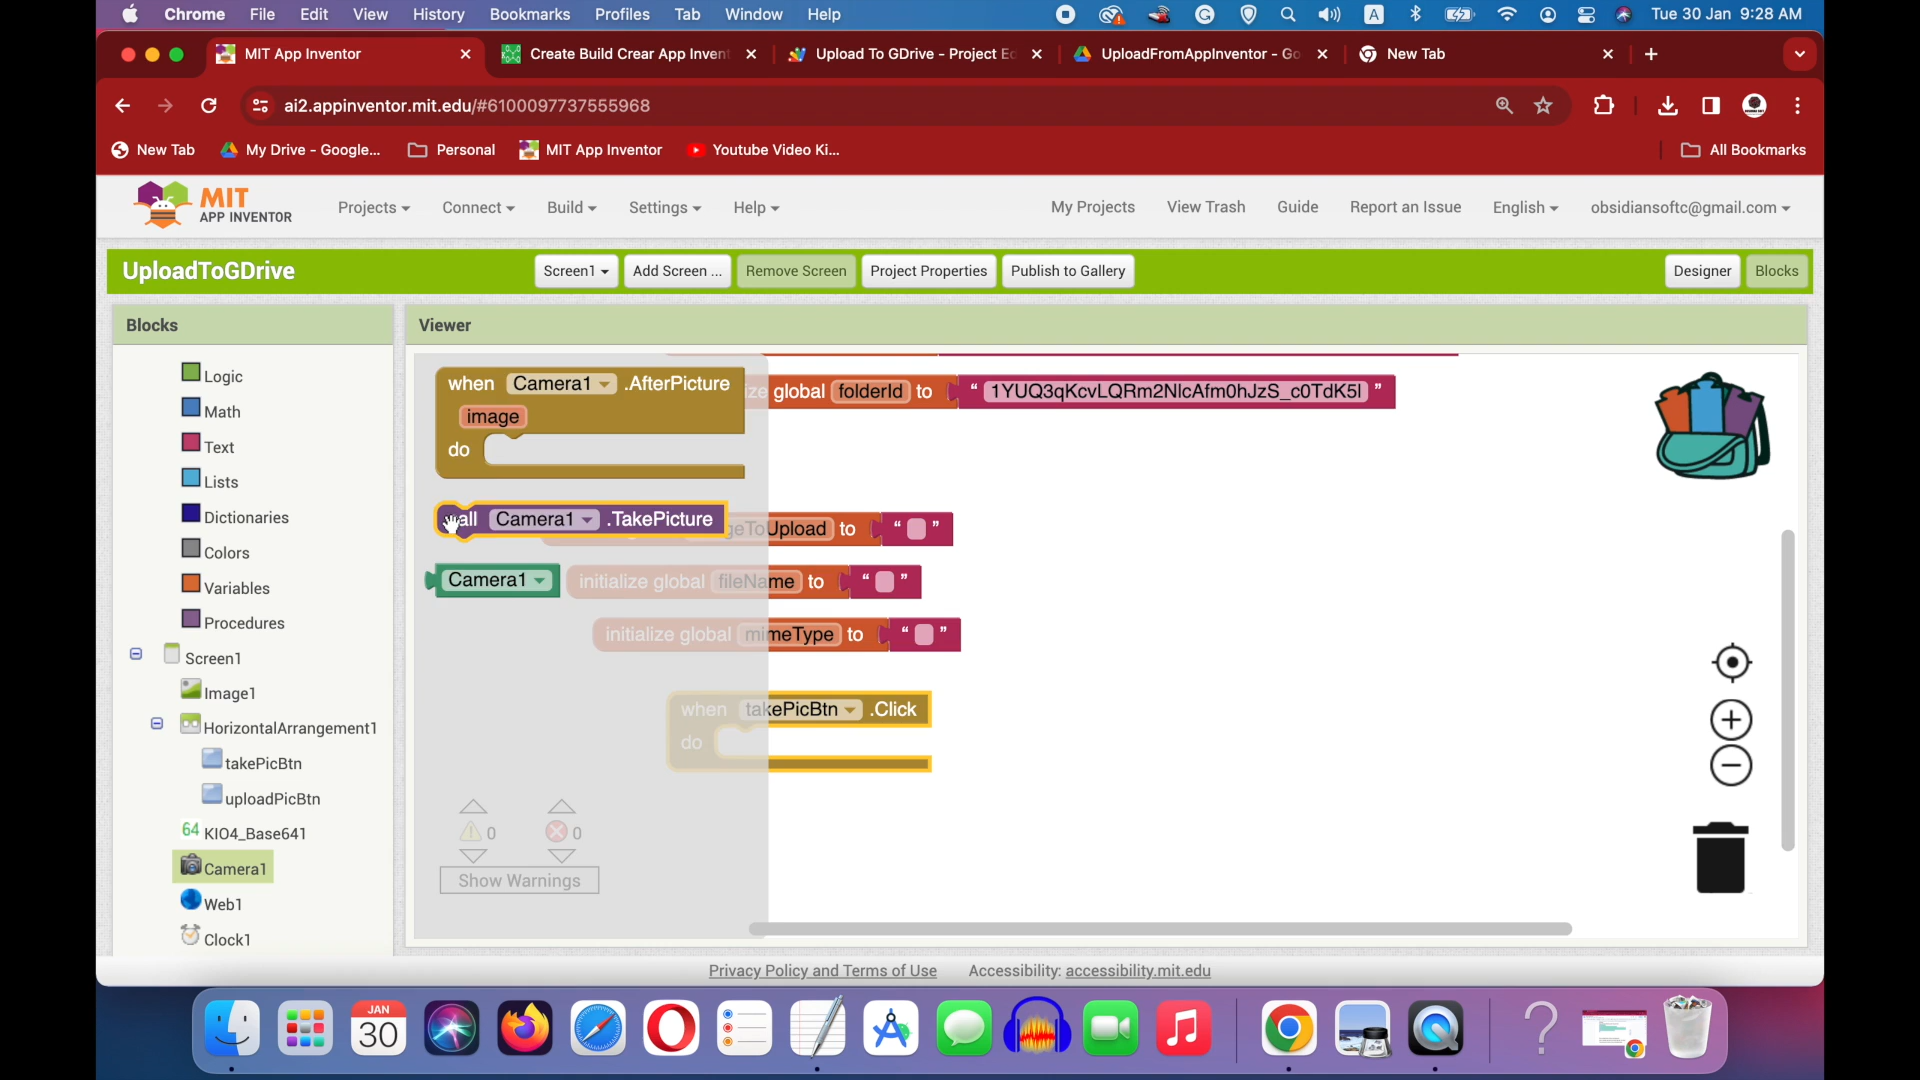 Chrome File Edit View History Bookmarks Profiles Tab Window Help A Tue 30 Jan 9:28 AM
MIT App Inventor Create Build Crear App Invent Upload To GDrive - Project Ec UploadFromAppInventor - Go New Tab
ai2.appinventor.mit.edu/#6100097737555968
New Tab My Drive - Google... Personal MIT App Inventor Youtube Video Ki... All Bookmarks
MIT
APP INVENTOR
Projects Connect Build Settings Help My Projects View Trash Guide Report an Issue English obsidiansoftc@gmail.com
UploadToGDrive Screen1 Add Screen ... Remove Screen Project Properties Publish to Gallery Designer Blocks
Blocks
Viewer
Logic
Math
Text
Lists
Dictionaries
Colors
Variables
Procedures
Screen1
Image1
HorizontalArrangement1
takePicBtn
uploadPicBtn
64 KIO4_Base641
Camera1
Web1
Clock1
when Camera1 .AfterPicture
image
do
ize global folderId to " 1YUQ3qKcvLQRm2NlcAfm0hJzS_c0TdK5l "
call Camera1 .TakePicture
geToUpload to " "
Camera1
initialize global fileName to " "
initialize global mimeType to " "
when takePicBtn .Click
do
0 0
Show Warnings
Privacy Policy and Terms of Use Accessibility: accessibility.mit.edu
JAN
30